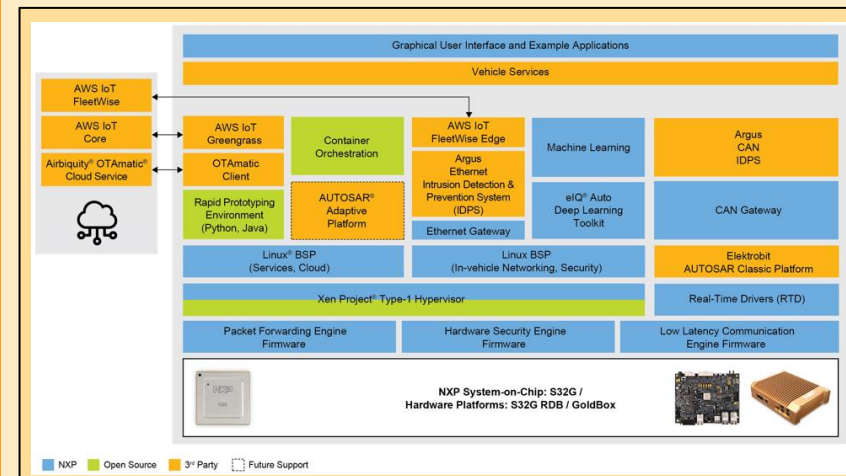 Graphical User Interface and Example Applications
Vehicle Services
AWS IoT
FleetWise
AWS IoT
Core
Airbiquity® OTAmatic®
Cloud Service
AWS IoT
Greengrass
OTAmatic
Client
Rapid Prototyping
Environment
(Python, Java)
Container
Orchestration
AUTOSAR®
Adaptive
Platform
AWS IoT
FleetWise Edge
Argus
Ethernet
Intrusion Detection &
Prevention System
(IDPS)
Ethernet Gateway
Machine Learning
eIQ® Auto
Deep Learning
Toolkit
Argus
CAN
IDPS
CAN Gateway
Linux® BSP
(Services, Cloud)
Linux BSP
(In-vehicle Networking, Security)
Elektrobit
AUTOSAR Classic Platform
Xen Project® Type-1 Hypervisor
Real-Time Drivers (RTD)
Packet Forwarding Engine
Firmware
Hardware Security Engine
Firmware
Low Latency Communication
Engine Firmware
NXP
NXP System-on-Chip: S32G /
Hardware Platforms: S32G RDB / GoldBox
NXP
Open Source
3rd Party
Future Support